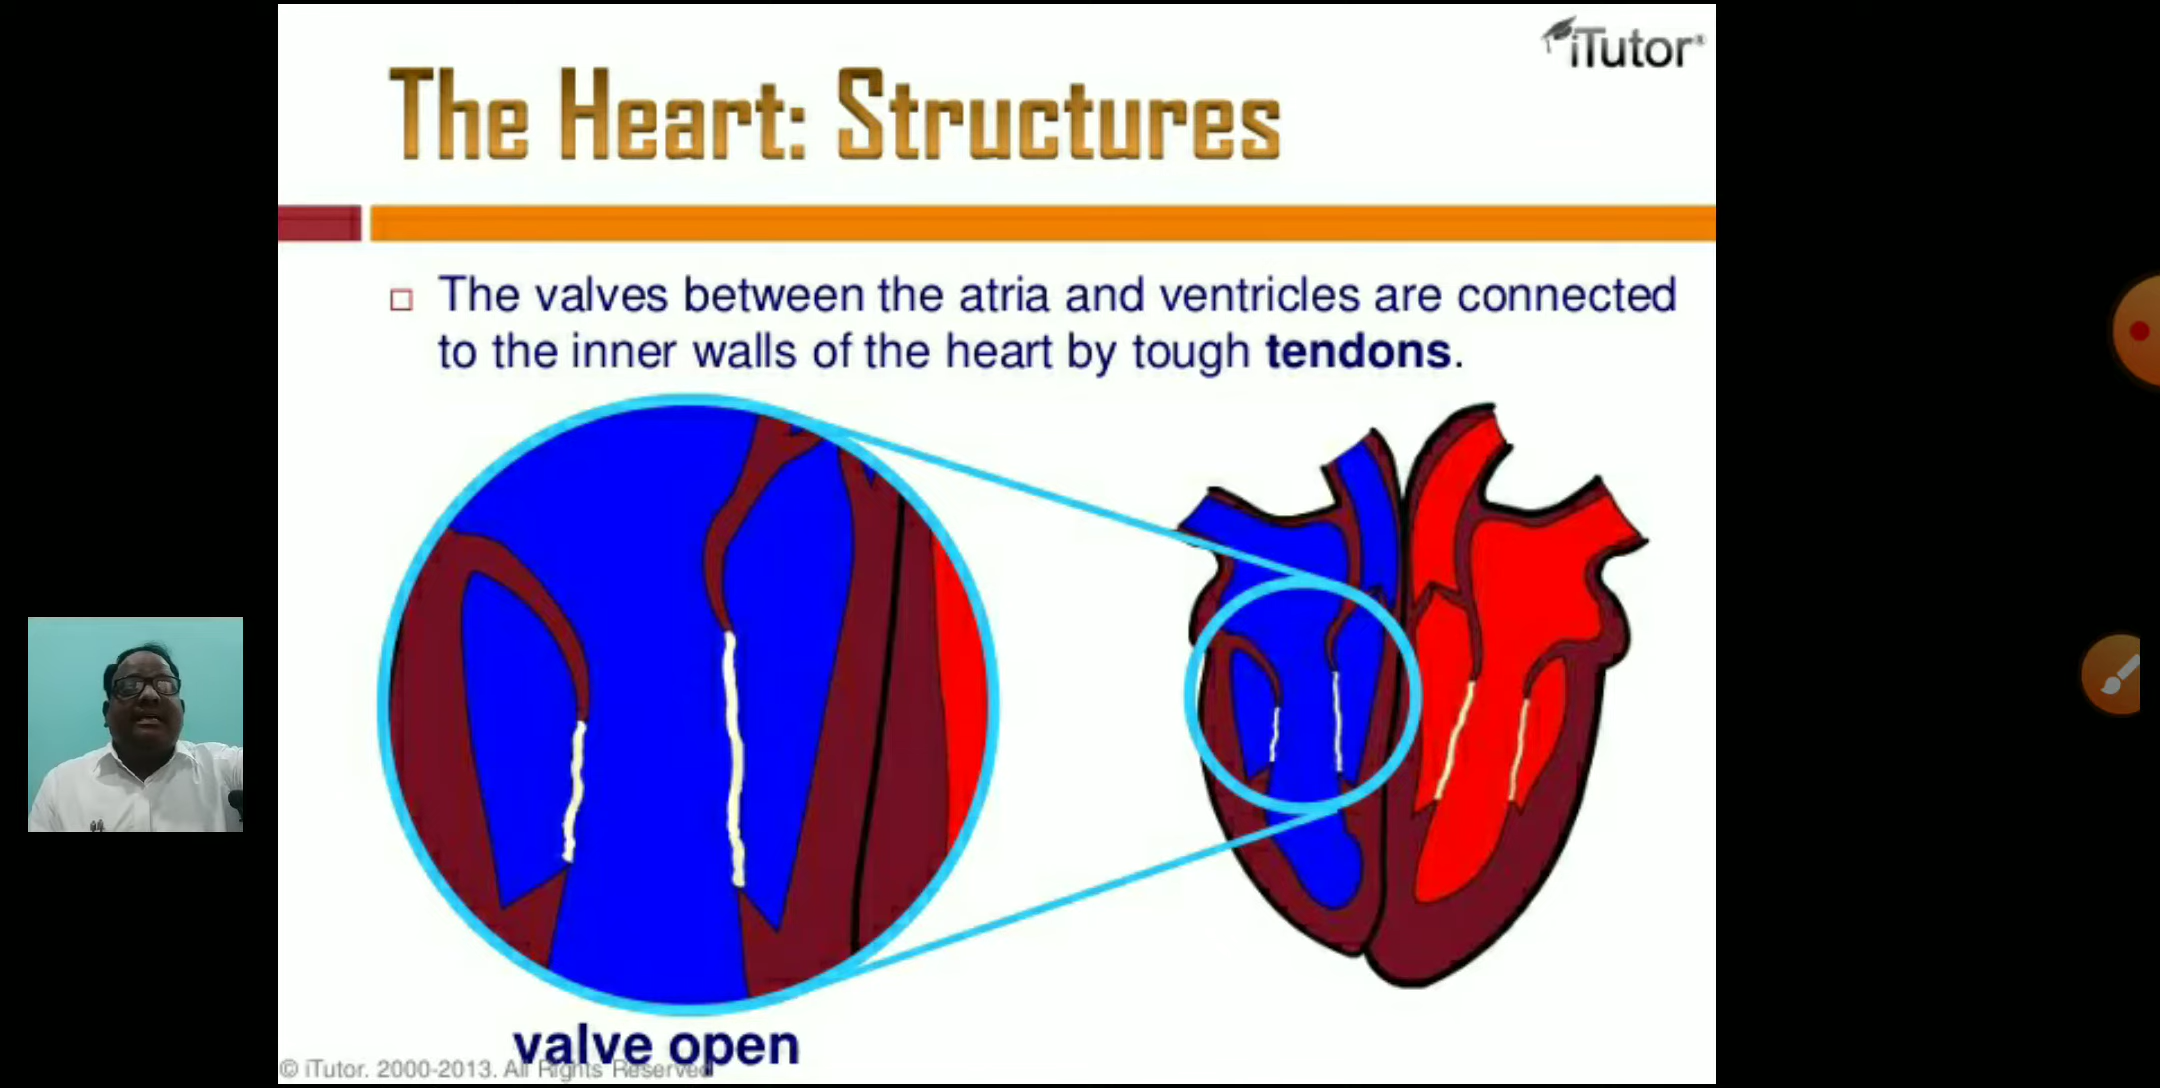 iTutor®
The Heart: Structures
The valves between the atria and ventricles are connected
to the inner walls of the heart by tough tendons.
valve open
© iTutor. 2000-2013. All Rights Reserved